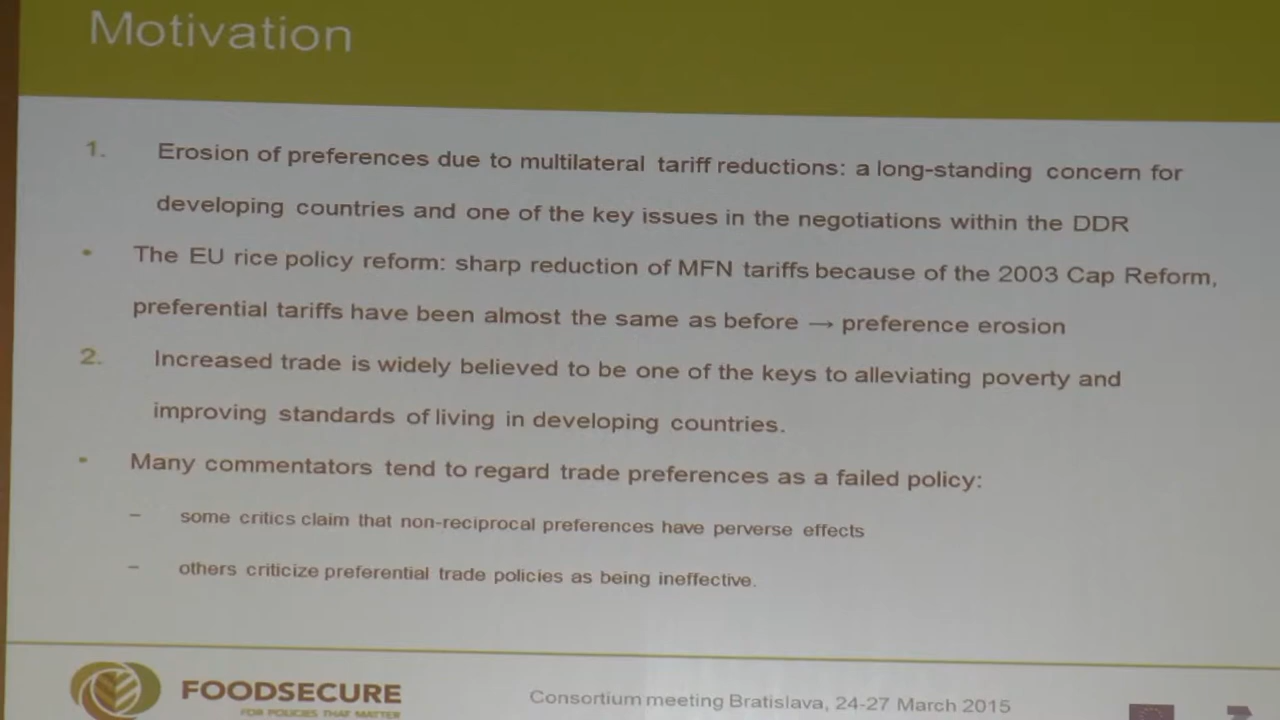 Motivation
1. Erosion of preferences due to multilateral tariff reductions: a long-standing concern for
developing countries and one of the key issues in the negotiations within the DDR
• The EU rice policy reform: sharp reduction of MFN tariffs because of the 2003 Cap Reform,
preferential tariffs have been almost the same as before → preference erosion
2. Increased trade is widely believed to be one of the keys to alleviating poverty and
improving standards of living in developing countries.
• Many commentators tend to regard trade preferences as a failed policy:
– some critics claim that non-reciprocal preferences have perverse effects
– others criticize preferential trade policies as being ineffective.
FOODSECURE
FOR POLICIES THAT MATTER
Consortium meeting Bratislava, 24-27 March 2015